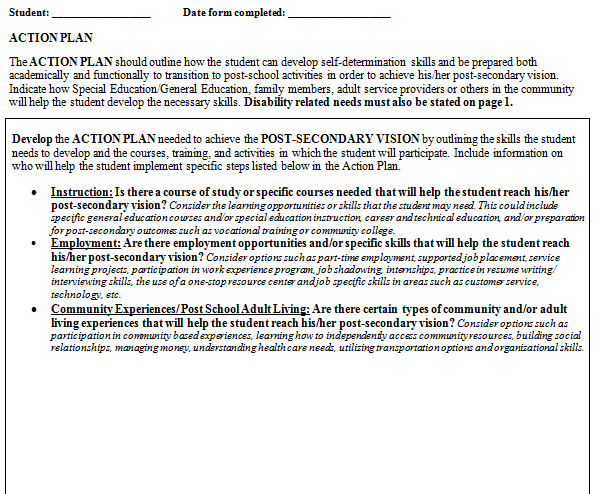 Student: ____________________ Date form completed: ____________________
ACTION PLAN
The ACTION PLAN should outline how the student can develop self-determination skills and be prepared both
academically and functionally to transition to post-school activities in order to achieve his/her post-secondary vision.
Indicate how Special Education/General Education, family members, adult service providers or others in the community
will help the student develop the necessary skills. Disability related needs must also be stated on page 1.
Develop the ACTION PLAN needed to achieve the POST-SECONDARY VISION by outlining the skills the student
needs to develop and the courses, training, and activities in which the student will participate. Include information on
who will help the student implement specific steps listed below in the Action Plan.
• Instruction: Is there a course of study or specific courses needed that will help the student reach his/her
post-secondary vision? Consider the learning opportunities or skills that the student may need. This could include
specific general education courses and/or special education instruction, career and technical education, and/or preparation
for post-secondary outcomes such as vocational training or community college.
• Employment: Are there employment opportunities and/or specific skills that will help the student reach
his/her post-secondary vision? Consider options such as part-time employment, supported job placement, service
learning projects, participation in work experience program, job shadowing, internships, practice in resume writing/
interviewing skills, the use of a one-stop resource center and job specific skills in areas such as customer service,
technology, etc.
• Community Experiences/ Post School Adult Living: Are there certain types of community and/or adult
living experiences that will help the student reach his/her post-secondary vision? Consider options such as
participation in community based experiences, learning how to independently access community resources, building social
relationships, managing money, understanding health care needs, utilizing transportation options and organizational skills.